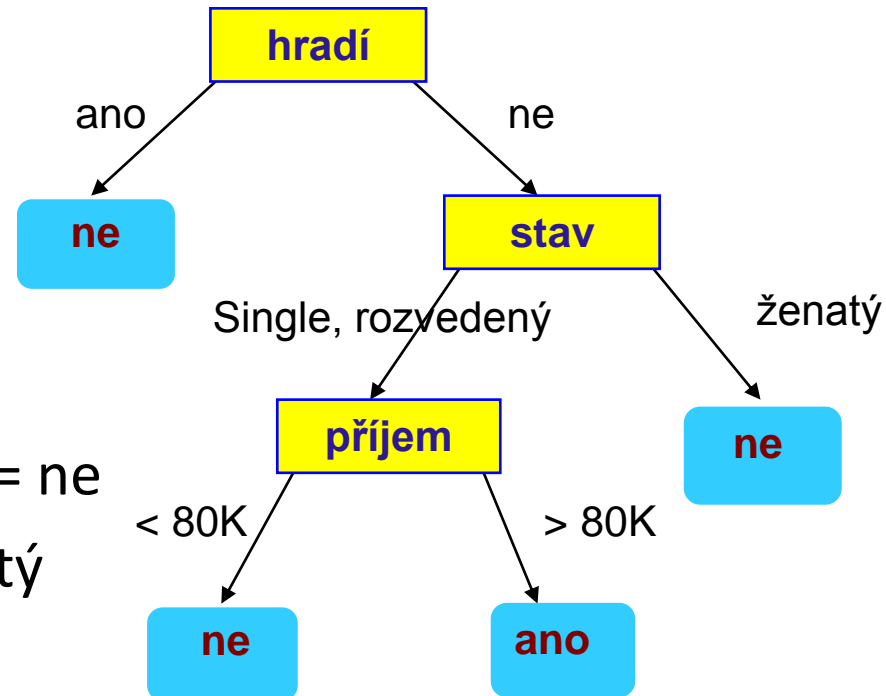 hradí
ano
ne
ne
stav
Single, rozvedený
ženatý
příjem
ne
= ne
< 80K
> 80K
tý
ne
ano